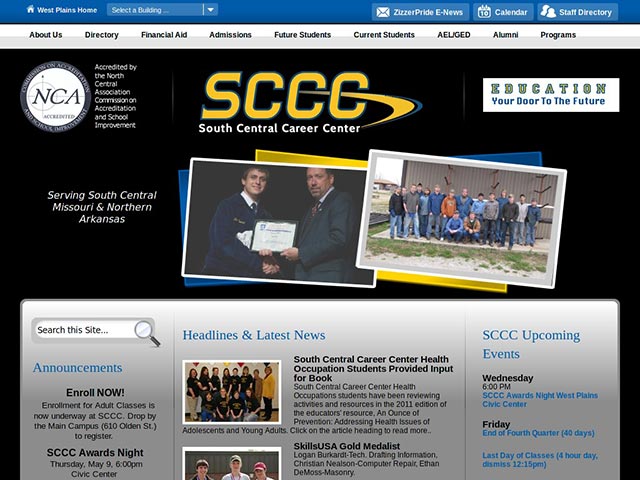 West Plains Home
Select a Building ...
ZizzerPride E-News
Calendar
Staff Directory
About Us
Directory
Financial Aid
Admissions
Future Students
Current Students
AEL/GED
Alumni
Programs
COMMISSION ON ACCREDITATION
AND SCHOOL IMPROVEMENT
NCA
ACCREDITED
Accredited by
the North
Central
Association
Commission on
Accreditation
and School
Improvement
SCCC
South Central Career Center
EDUCATION
Your Door To The Future
Serving South Central
Missouri & Northern
Arkansas
Search this Site...
Announcements
Enroll NOW!
Enrollment for Adult Classes is
now underway at SCCC. Drop by
the Main Campus (610 Olden St.)
to register.
SCCC Awards Night
Thursday, May 9, 6:00pm
Civic Center
Headlines & Latest News
South Central Career Center Health
Occupation Students Provided Input
for Book
South Central Career Center Health
Occupations students have been reviewing
activities and resources in the 2011 edition of
the educators' resource, An Ounce of
Prevention: Addressing Health Issues of
Adolescents and Young Adults. Click on the article heading to read more..
SkillsUSA Gold Medalist
Logan Burkardt-Tech. Drafting Information,
Christian Nealson-Computer Repair, Ethan
DeMoss-Masonry.
SCCC Upcoming
Events
Wednesday
6:00 PM
SCCC Awards Night West Plains
Civic Center
Friday
End of Fourth Quarter (40 days)
Last Day of Classes (4 hour day,
dismiss 12:15pm)